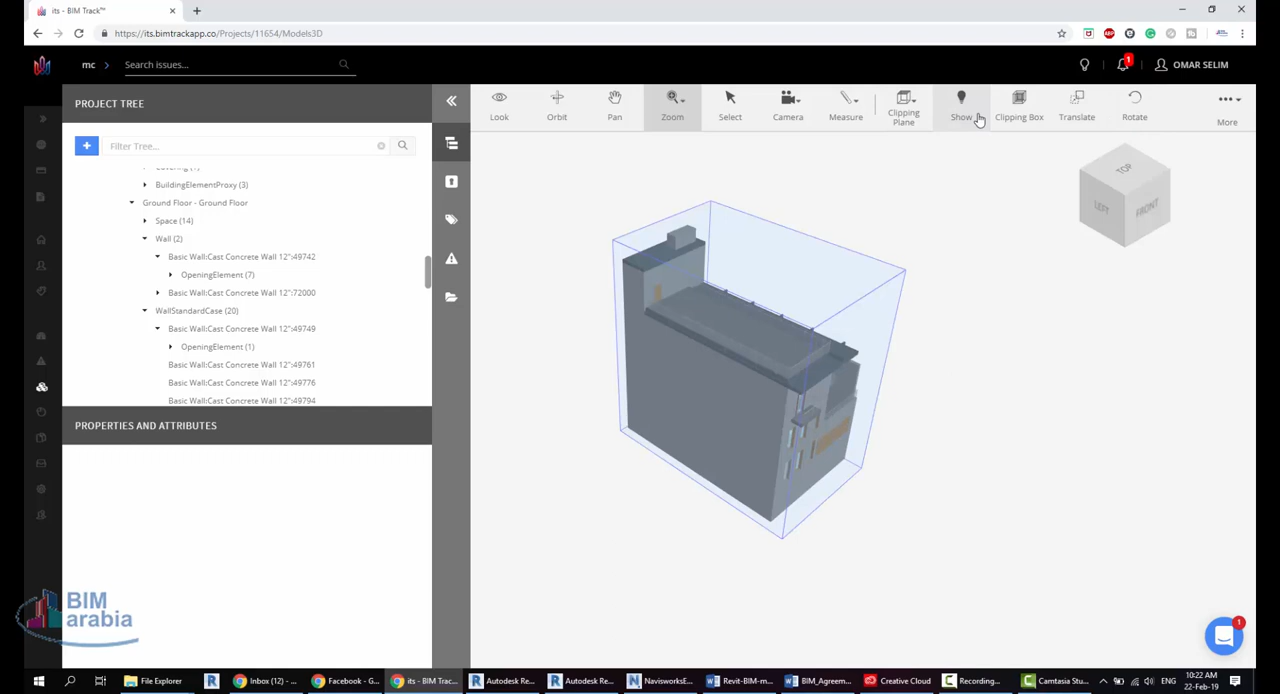 its - BIM Track™
https://its.bimtrackapp.co/Projects/11654/Models3D
mc
Search issues...
1
OMAR SELIM
PROJECT TREE
Filter Tree...
BuildingElementProxy (3)
Ground Floor - Ground Floor
Space (14)
Wall (2)
Basic Wall:Cast Concrete Wall 12":49742
OpeningElement (7)
Basic Wall:Cast Concrete Wall 12":72000
WallStandardCase (20)
Basic Wall:Cast Concrete Wall 12":49749
OpeningElement (1)
Basic Wall:Cast Concrete Wall 12":49761
Basic Wall:Cast Concrete Wall 12":49776
Basic Wall:Cast Concrete Wall 12":49794
PROPERTIES AND ATTRIBUTES
Look
Orbit
Pan
Zoom
Select
Camera
Measure
Clipping Plane
Show
Clipping Box
Translate
Rotate
More
TOP
LEFT
FRONT
BIM
arabia
1
File Explorer
Inbox (12) - ...
Facebook - G...
its - BIM Trac...
Autodesk Re...
Autodesk Re...
NavisworksE...
Revit-BIM-m...
BIM_Agreem...
Creative Cloud
Recording...
Camtasia Stu...
ENG
10:22 AM
22-Feb-19